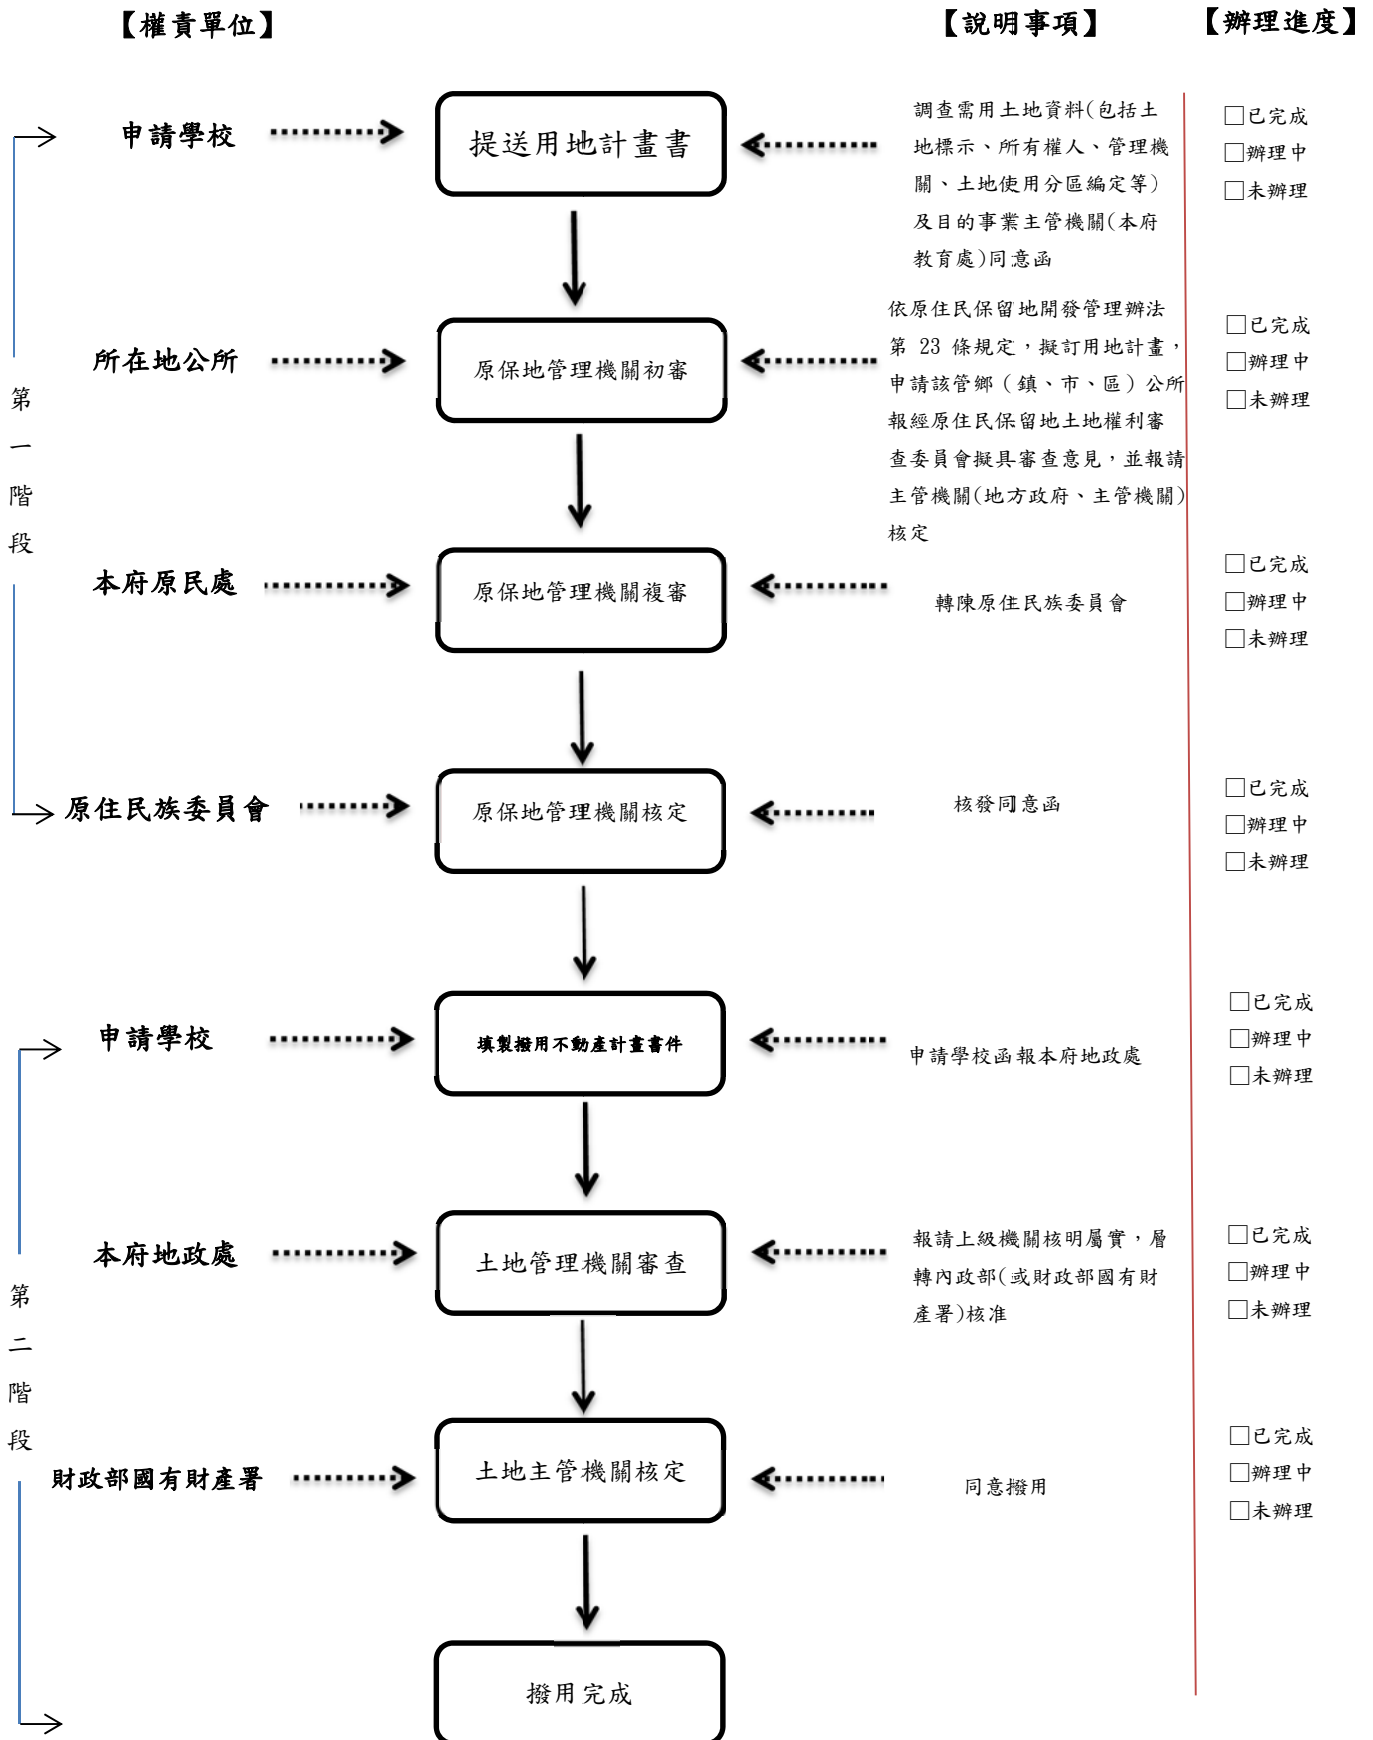 【權責單位】
【說明事項】
【辦理進度】
申請學校
提送用地計畫書
調查需用土地資料(包括土
地標示、所有權人、管理機
關、土地使用分區編定等)
及目的事業主管機關(本府
教育處)同意函
□已完成
□辦理中
□未辦理
所在地公所
原保地管理機關初審
依原住民保留地開發管理辦法
第 23 條規定，擬訂用地計畫，
申請該管鄉（鎮、市、區）公所
報經原住民保留地土地權利審
查委員會擬具審查意見，並報請
主管機關(地方政府、主管機關)
核定
□已完成
□辦理中
□未辦理
第
一
階
段
本府原民處
原保地管理機關複審
轉陳原住民族委員會
□已完成
□辦理中
□未辦理
原住民族委員會
原保地管理機關核定
核發同意函
□已完成
□辦理中
□未辦理
申請學校
填製撥用不動產計畫書件
申請學校函報本府地政處
□已完成
□辦理中
□未辦理
本府地政處
土地管理機關審查
報請上級機關核明屬實，層
轉內政部(或財政部國有財
產署)核准
□已完成
□辦理中
□未辦理
第
二
階
段
財政部國有財產署
土地主管機關核定
同意撥用
□已完成
□辦理中
□未辦理
撥用完成